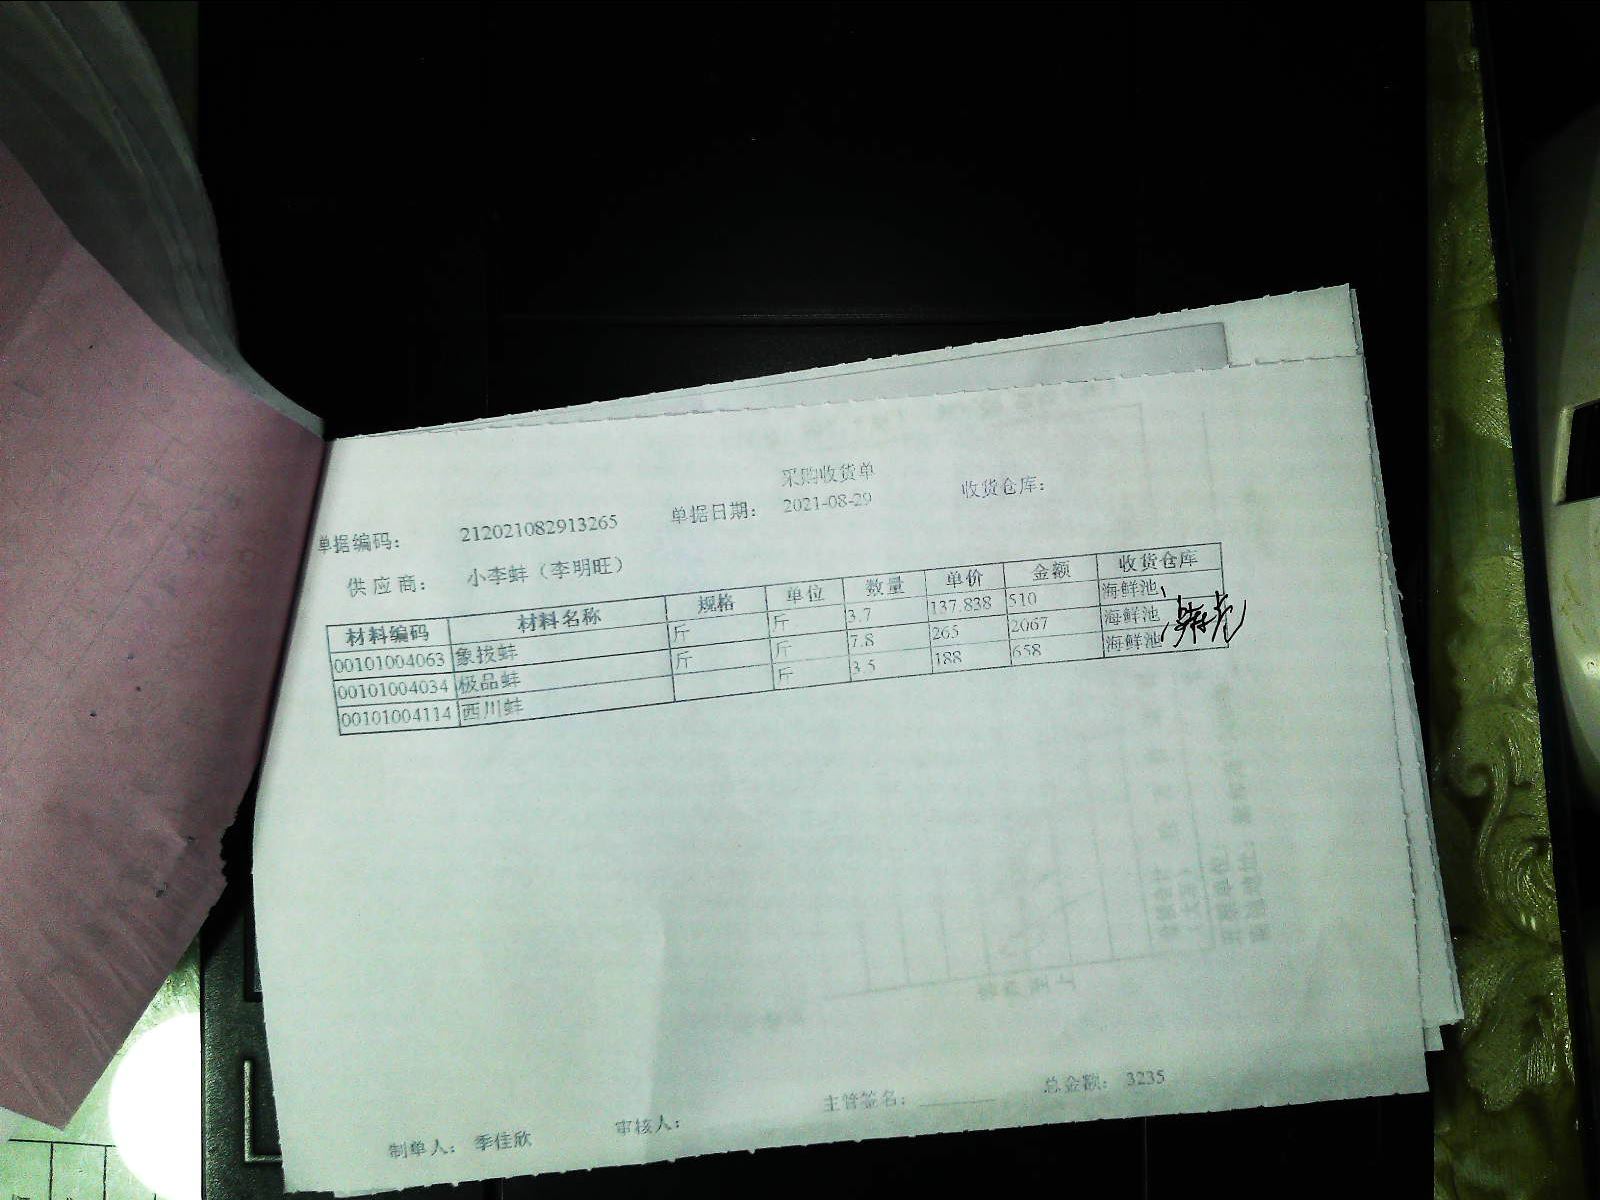 采购收货单
单据编码： 212021082913265 单据日期： 2021-08-29 收货仓库：
供应商： 小李蚌（李明旺）
材料编码 材料名称 规格 单位 数量 单价 金额 收货仓库
00101004063 象拔蚌 斤 斤 3.7 137.838 510 海鲜池
00101004034 极品蚌 斤 斤 7.8 265 2067 海鲜池
00101004114 西川蚌 斤 3.5 188 658 海鲜池
制单人： 季佳欣 审核人： 主管签名： 总金额： 3235